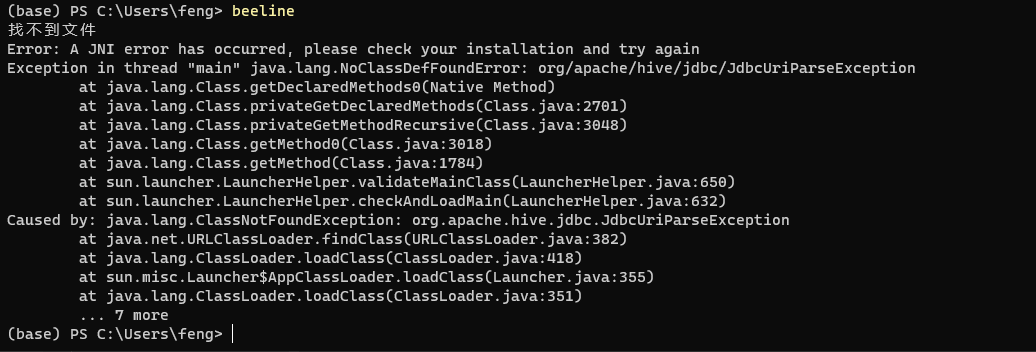 (base) PS C:\Users\feng> beeline
找不到文件
Error: A JNI error has occurred, please check your installation and try again
Exception in thread "main" java.lang.NoClassDefFoundError: org/apache/hive/jdbc/JdbcUriParseException
        at java.lang.Class.getDeclaredMethods0(Native Method)
        at java.lang.Class.privateGetDeclaredMethods(Class.java:2701)
        at java.lang.Class.privateGetMethodRecursive(Class.java:3048)
        at java.lang.Class.getMethod0(Class.java:3018)
        at java.lang.Class.getMethod(Class.java:1784)
        at sun.launcher.LauncherHelper.validateMainClass(LauncherHelper.java:650)
        at sun.launcher.LauncherHelper.checkAndLoadMain(LauncherHelper.java:632)
Caused by: java.lang.ClassNotFoundException: org.apache.hive.jdbc.JdbcUriParseException
        at java.net.URLClassLoader.findClass(URLClassLoader.java:382)
        at java.lang.ClassLoader.loadClass(ClassLoader.java:418)
        at sun.misc.Launcher$AppClassLoader.loadClass(Launcher.java:355)
        at java.lang.ClassLoader.loadClass(ClassLoader.java:351)
        ... 7 more
(base) PS C:\Users\feng>